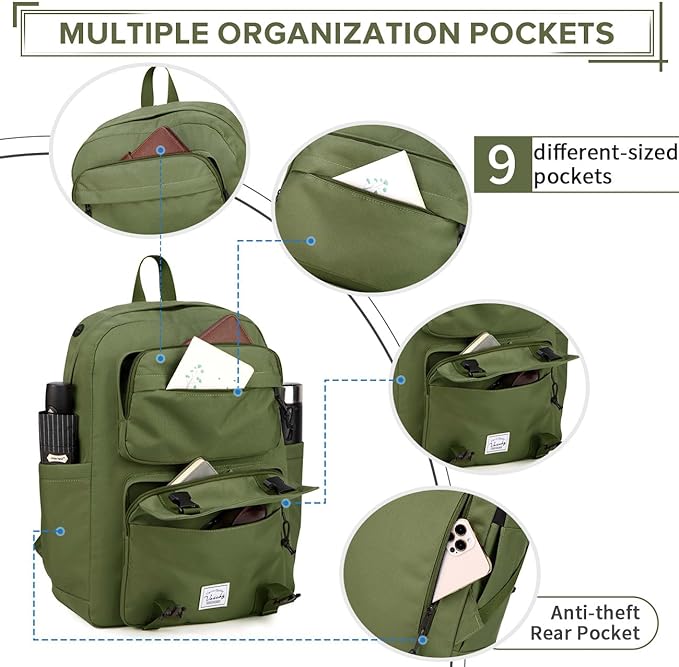 MULTIPLE ORGANIZATION POCKETS
9
different-sized
pockets
Anti-theft
Rear Pocket